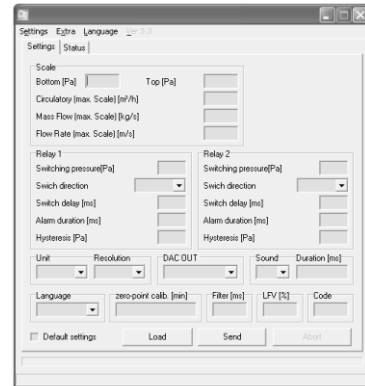 Settings Extra Language Ver 3.3
Settings Status
Scale
Bottom [Pa] Top [Pa]
Circulatory (max. Scale) [m³/h]
Mass Flow (max. Scale) [kg/s]
Flow Rate (max. Scale) [m/s]
Relay 1 Relay 2
Switching pressure[Pa] Switching pressure[Pa]
Swich direction Swich direction
Switch delay [ms] Switch delay [ms]
Alarm duration [ms] Alarm duration [ms]
Hysteresis [Pa] Hysteresis [Pa]
Unit Resolution DAC OUT Sound Duration [ms]
Language zero-point calib. [min] Filter [ms] LFV [%] Code
Default settings Load Send Abort